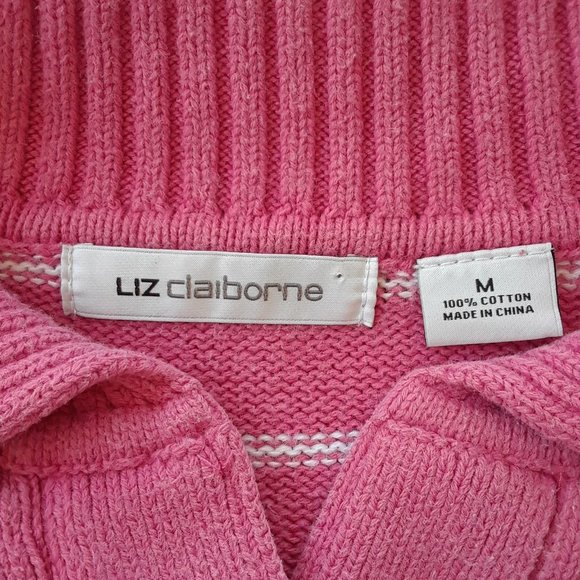 LIZ claiborne
M
100% COTTON
MADE IN CHINA